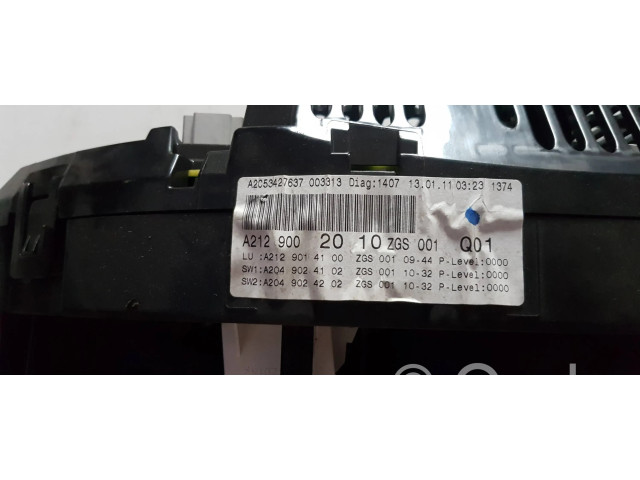 A2C53427637 003313 Diag:1407 13.01.11 03:23 1374
A212 900 20 10 ZGS 001 Q01
LU :A212 901 41 00 ZGS 001 09-44 P-Level:0000
SW1:A204 902 41 02 ZGS 001 10-32 P-Level:0000
SW2:A204 902 42 02 ZGS 001 10-32 P-Level:0000